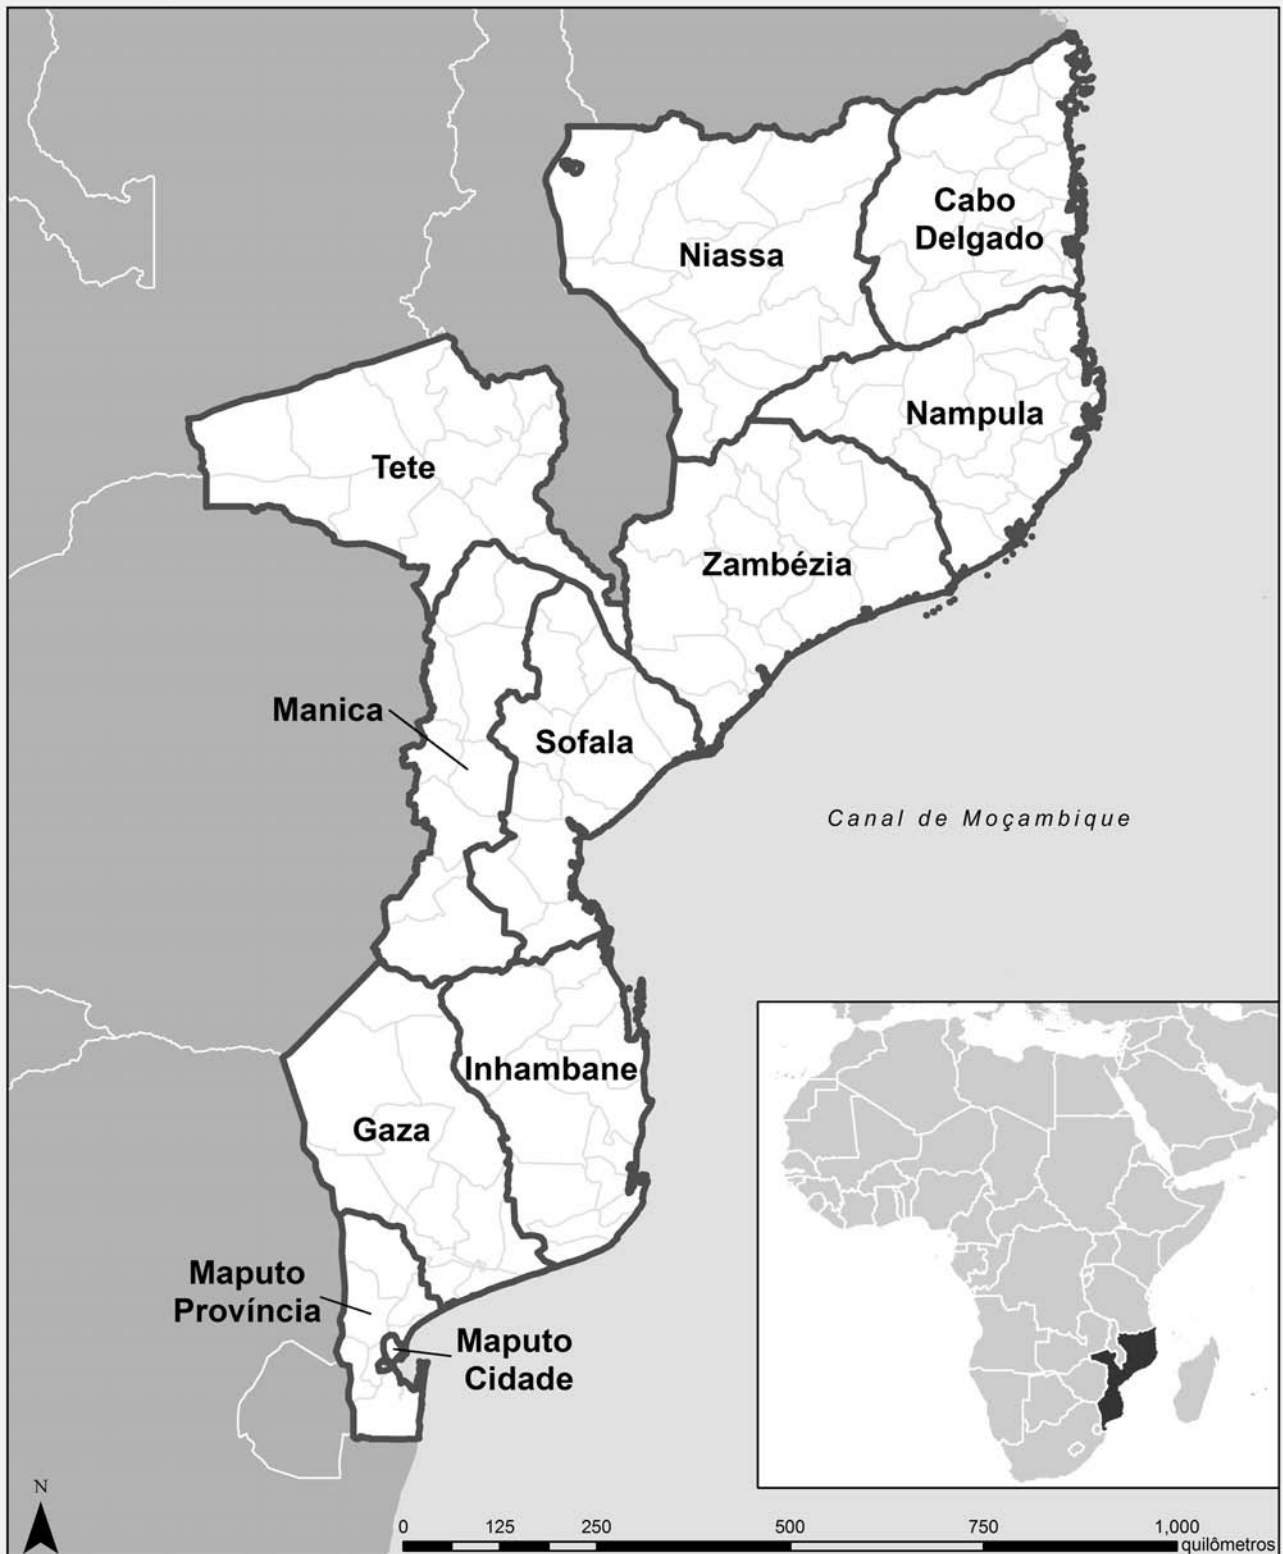 Cabo
Delgado
Niassa
Nampula
Tete
Zambézia
Manica
Sofala
Canal de Moçambique
Inhambane
Gaza
Maputo
Província
Maputo
Cidade
N
0 125 250 500 750 1,000
quilômetros